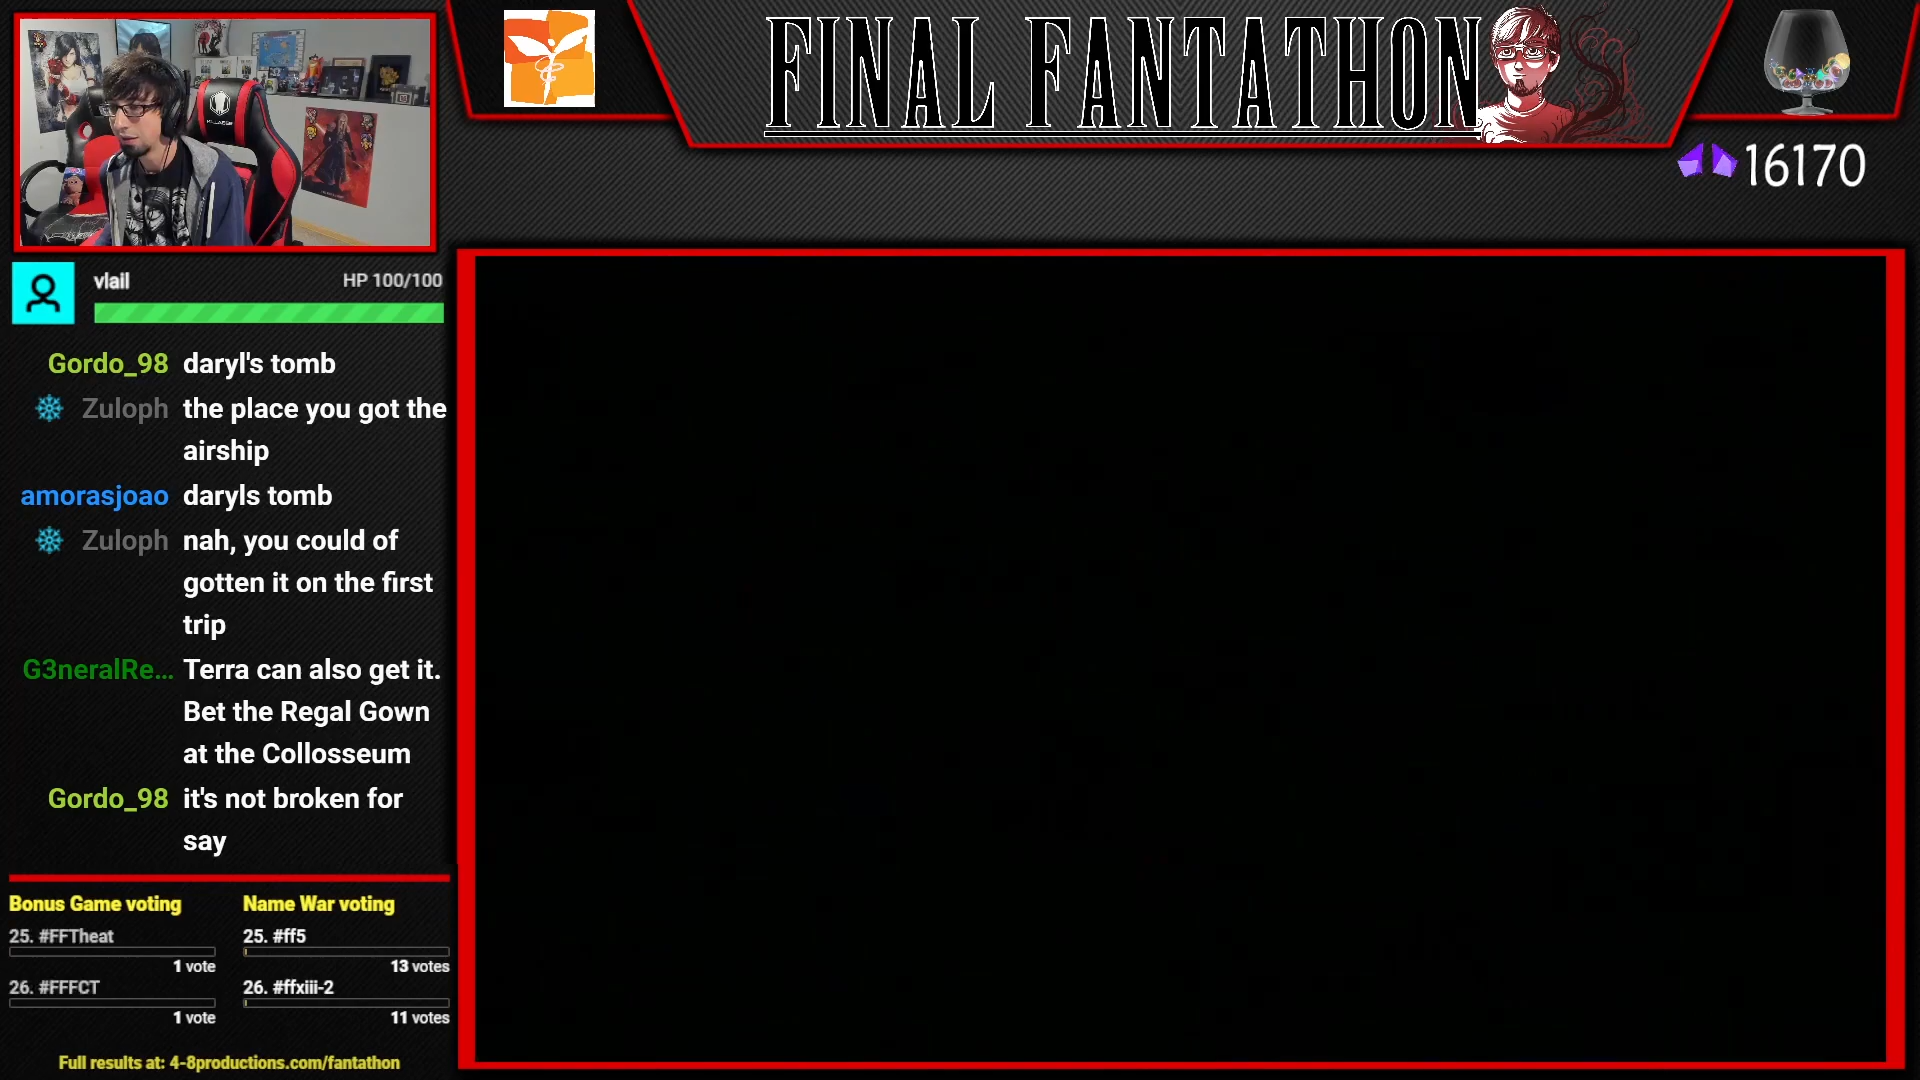 FINAL FANTATHON
16170
vlail HP 100/100
Gordo_98 daryl's tomb
Zuloph the place you got the
airship
amorasjoao daryls tomb
Zuloph nah, you could of
gotten it on the first
trip
G3neralRe... Terra can also get it.
Bet the Regal Gown
at the Collosseum
Gordo_98 it's not broken for
say
Bonus Game voting
25. #FFTheat
1 vote
26. #FFFCT
1 vote
Name War voting
25. #ff5
13 votes
26. #ffxiii-2
11 votes
Full results at: 4-8productions.com/fantathon